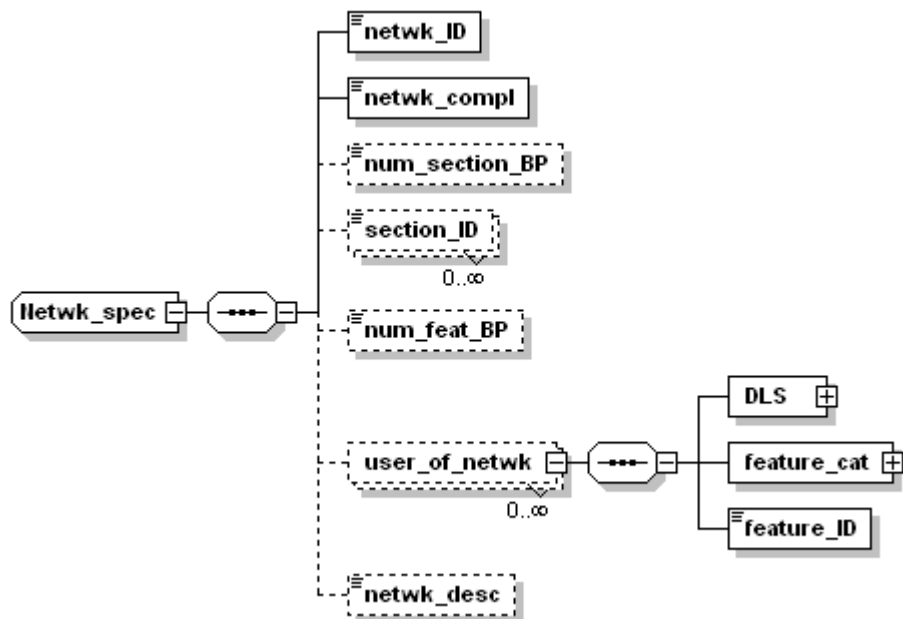 netwk_ID
netwk_compl
num_section_BP
section_ID
0..∞
Netwk_spec
num_feat_BP
DLS
user_of_netwk
feature_cat
0..∞
feature_ID
netwk_desc